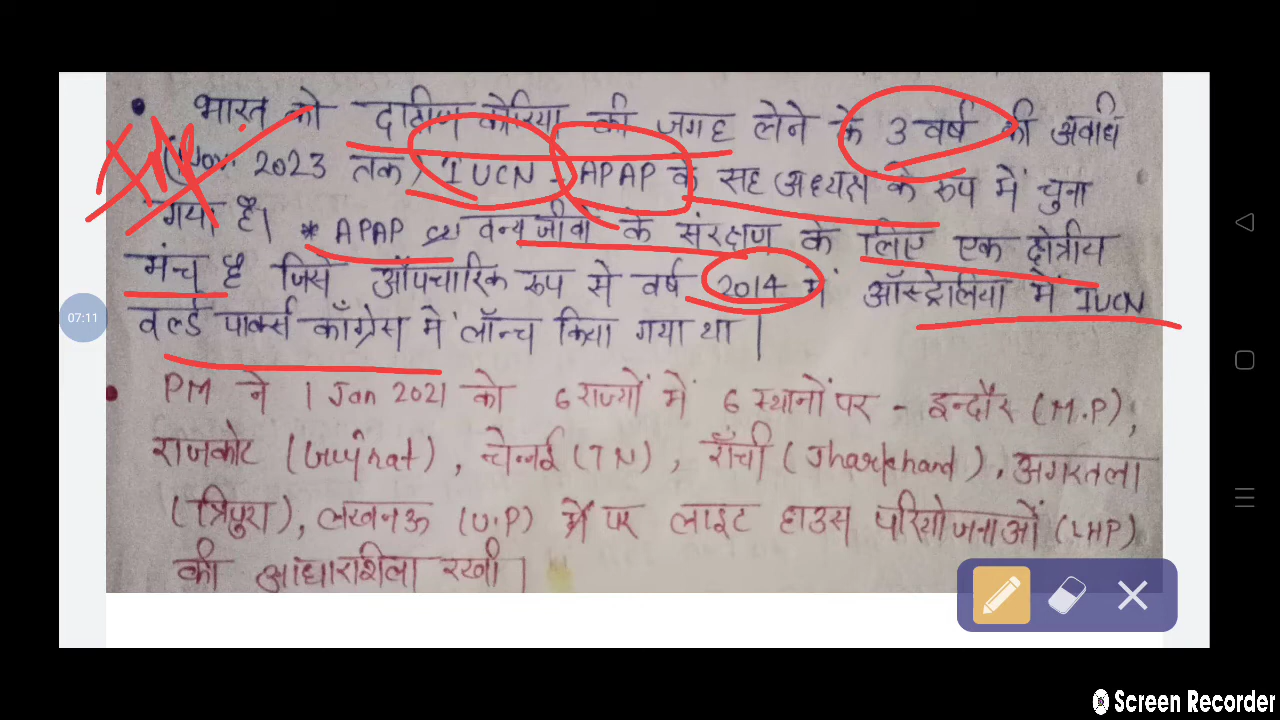 भारत को दक्षिण कोरिया की जगह लेने के 3 वर्ष की अवधि
(Nov. 2023 तक) IUCN - APAP के सह अध्यक्ष के रूप में चुना
गया है। * APAP वन्य जीवों के संरक्षण के लिए एक क्षेत्रीय
मंच है जिसे औपचारिक रूप से वर्ष 2014 में ऑस्ट्रेलिया में IUCN
वर्ल्ड पार्क्स काँग्रेस में लॉन्च किया गया था।
PM ने 1 Jan 2021 को 6 राज्यों में 6 स्थानों पर - इन्दौर (M.P),
राजकोट (Gujrat), चेन्नई (TN), राँची (Jharkhand), अगरतला
(त्रिपुरा), लखनऊ (U.P) में पर लाइट हाउस परियोजनाओं (LHP)
की आधारशिला रखी।
07:11
Screen Recorder